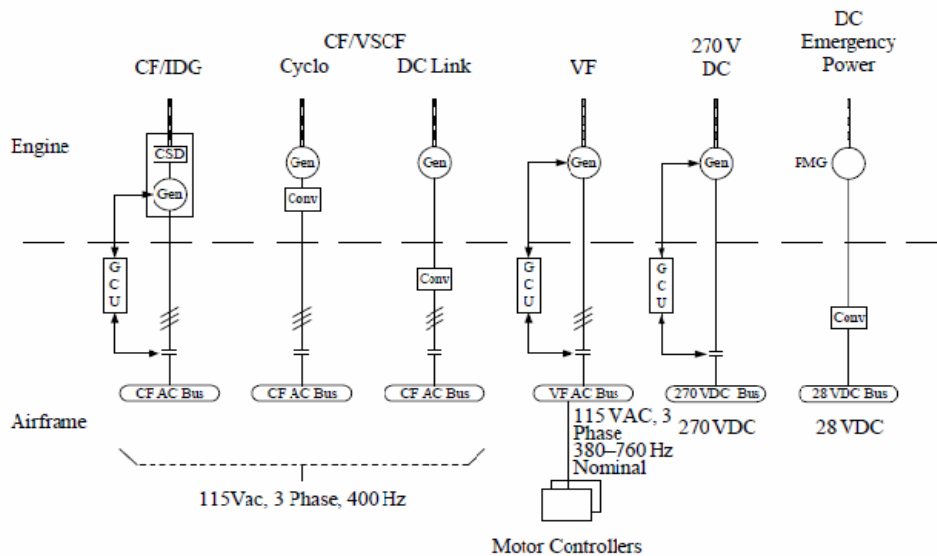 DC
CF/VSCF
270 V
Emergency
CF/IDG
Cyclo
DC Link
VF
DC
Power
Engine
CSD
Gen
Gen
Conv
Gen
Gen
Gen
PMG
G
C
U
Conv
G
C
U
G
C
U
Conv
CF AC Bus
CF AC Bus
CF AC Bus
VF AC Bus
270 VDC Bus
28 VDC Bus
Airframe
115 VAC, 3
Phase
380–760 Hz
Nominal
270 VDC
28 VDC
115Vac, 3 Phase, 400 Hz
Motor Controllers